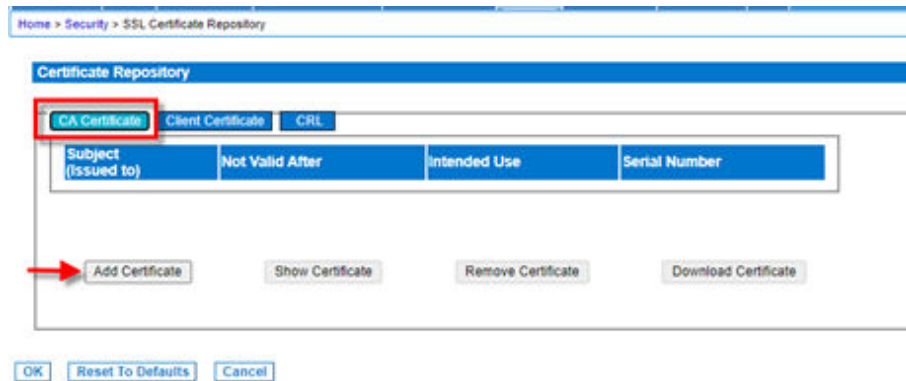 Home > Security > SSL Certificate Repository
Certificate Repository
CA Certificate Client Certificate CRL
Subject
(Issued to) Not Valid After Intended Use Serial Number
Add Certificate Show Certificate Remove Certificate Download Certificate
OK Reset To Defaults Cancel